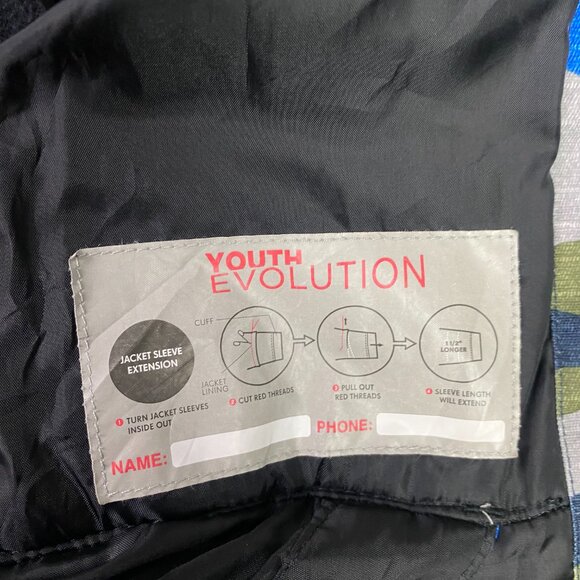 YOUTH
EVOLUTION
CUFF
JACKET SLEEVE
EXTENSION
JACKET
LINING
1 1/2"
LONGER
1 TURN JACKET SLEEVES
INSIDE OUT
2 CUT RED THREADS
3 PULL OUT
RED THREADS
4 SLEEVE LENGTH
WILL EXTEND
NAME:
PHONE: